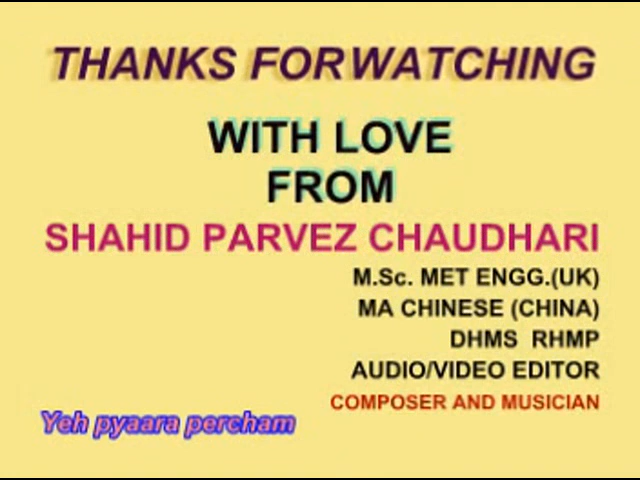 THANKS FORWATCHING
WITH LOVE
FROM
SHAHID PARVEZ CHAUDHARI
M.Sc. MET ENGG.(UK)
MA CHINESE (CHINA)
DHMS RHMP
AUDIO/VIDEO EDITOR
COMPOSER AND MUSICIAN
Yeh pyaara percham